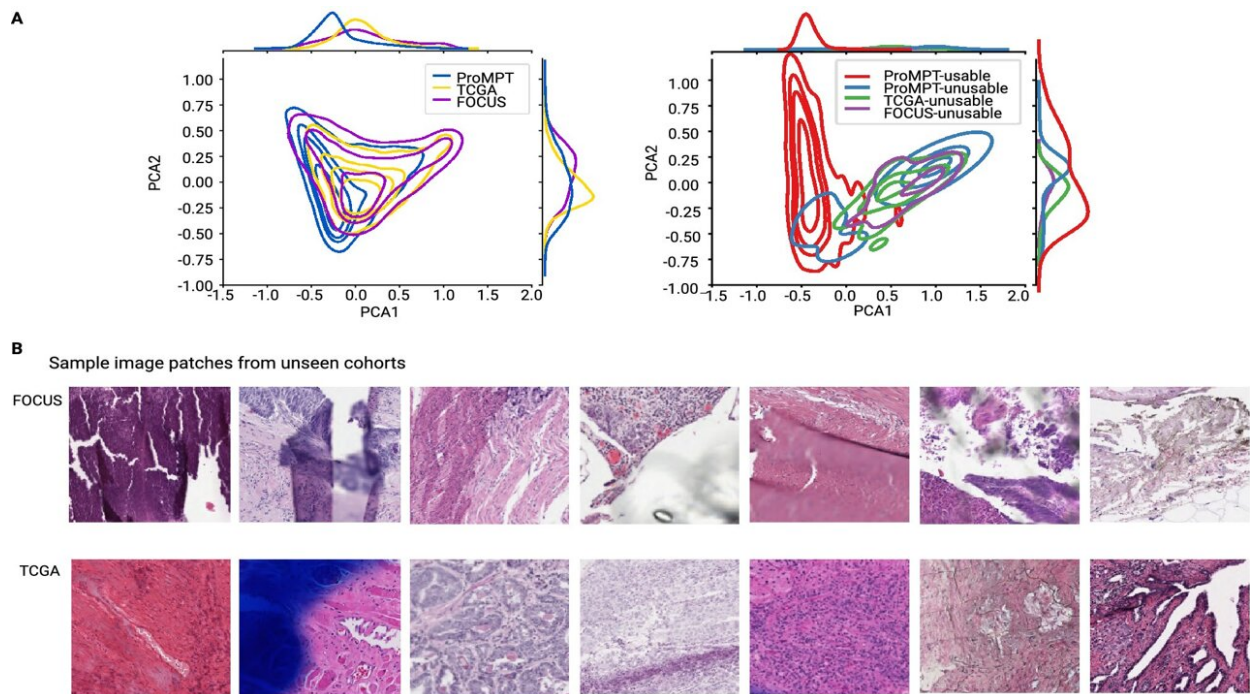 A
ProMPT
TCGA
FOCUS
1.00
0.75
0.50
0.25
0.00
-0.25
-0.50
-0.75
-1.00
PCA2
-1.5 -1.0 -0.5 0.0 0.5 1.0 1.5 2.0
PCA1
ProMPT-usable
ProMPT-unusable
TCGA-unusable
FOCUS-unusable
1.00
0.75
0.50
0.25
0.00
-0.25
-0.50
-0.75
-1.00
PCA2
-1.5 -1.0 -0.5 0.0 0.5 1.0 1.5 2.0
PCA1
B
Sample image patches from unseen cohorts
FOCUS
TCGA